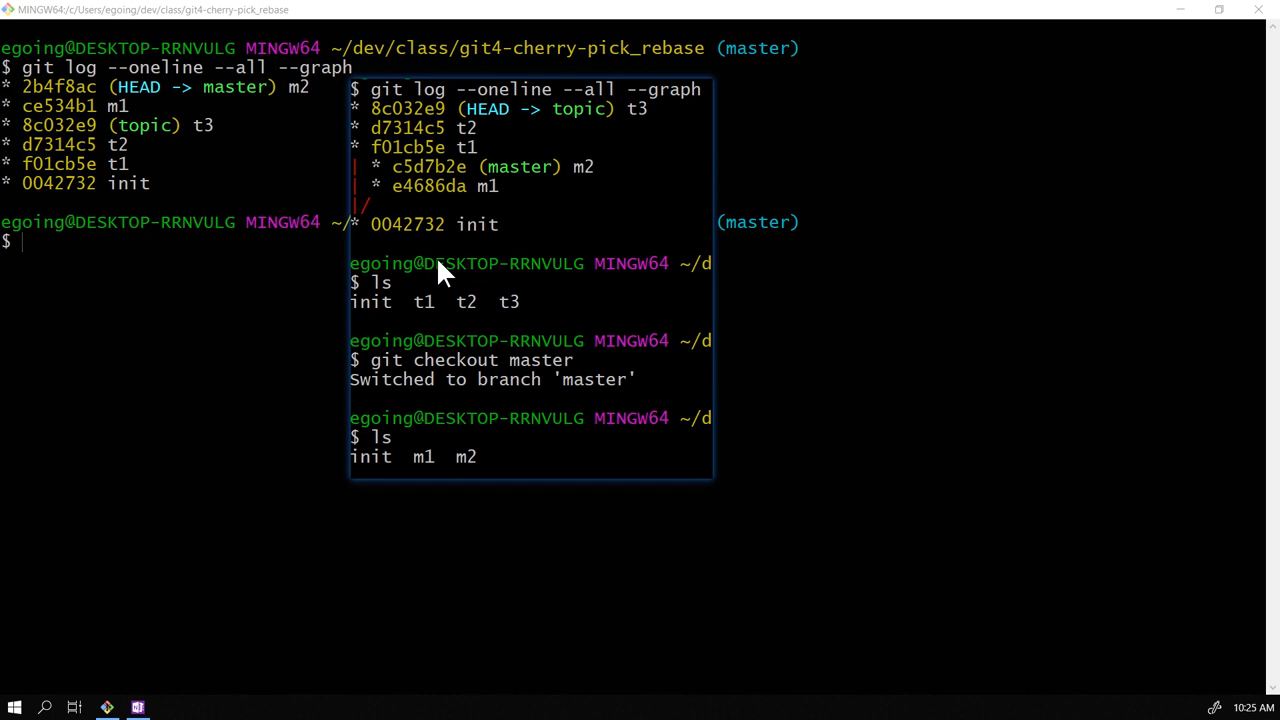 MINGW64:/c/Users/egoing/dev/class/git4-cherry-pick_rebase
egoing@DESKTOP-RRNVULG MINGW64 ~/dev/class/git4-cherry-pick_rebase (master)
$ git log --oneline --all --graph
* 2b4f8ac (HEAD -> master) m2
* ce534b1 m1
* 8c032e9 (topic) t3
* d7314c5 t2
* f01cb5e t1
* 0042732 init
egoing@DESKTOP-RRNVULG MINGW64 ~/ (master)
$
$ git log --oneline --all --graph
* 8c032e9 (HEAD -> topic) t3
* d7314c5 t2
* f01cb5e t1
| * c5d7b2e (master) m2
| * e4686da m1
|/
* 0042732 init
egoing@DESKTOP-RRNVULG MINGW64 ~/d
$ ls
init t1 t2 t3
egoing@DESKTOP-RRNVULG MINGW64 ~/d
$ git checkout master
Switched to branch 'master'
egoing@DESKTOP-RRNVULG MINGW64 ~/d
$ ls
init m1 m2
10:25 AM